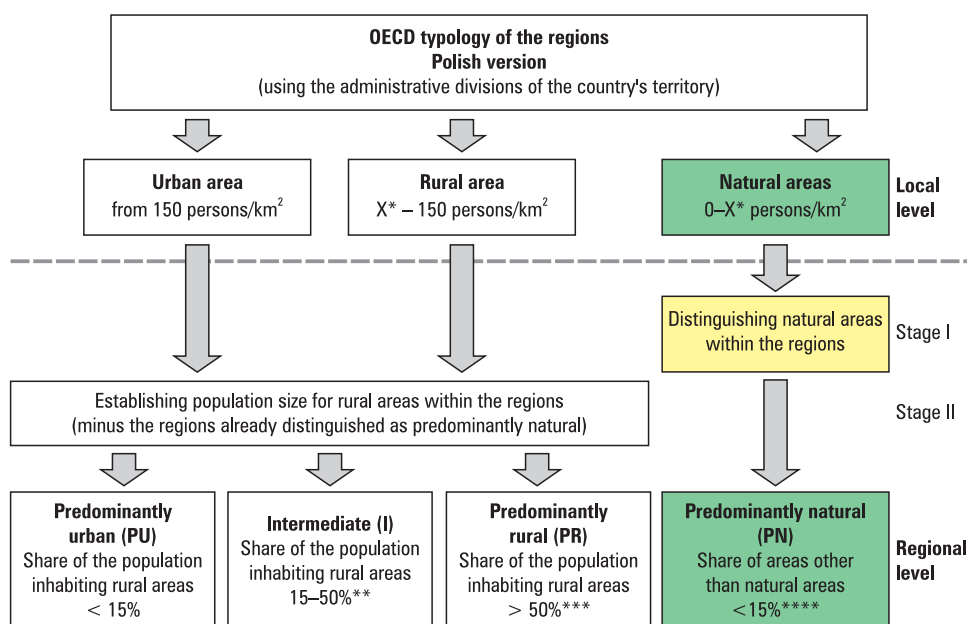 OECD typology of the regions
Polish version
(using the administrative divisions of the country's territory)
Urban area
from 150 persons/km²
Rural area
X* – 150 persons/km²
Natural areas
0–X* persons/km²
Local
level
Distinguishing natural areas
within the regions
Stage I
Establishing population size for rural areas within the regions
(minus the regions already distinguished as predominantly natural)
Stage II
Predominantly
urban (PU)
Share of the population
inhabiting rural areas
< 15%
Intermediate (I)
Share of the population
inhabiting rural areas
15–50%**
Predominantly
rural (PR)
Share of the population
inhabiting rural areas
> 50%***
Predominantly natural
(PN)
Share of areas other
than natural areas
<15%****
Regional
level